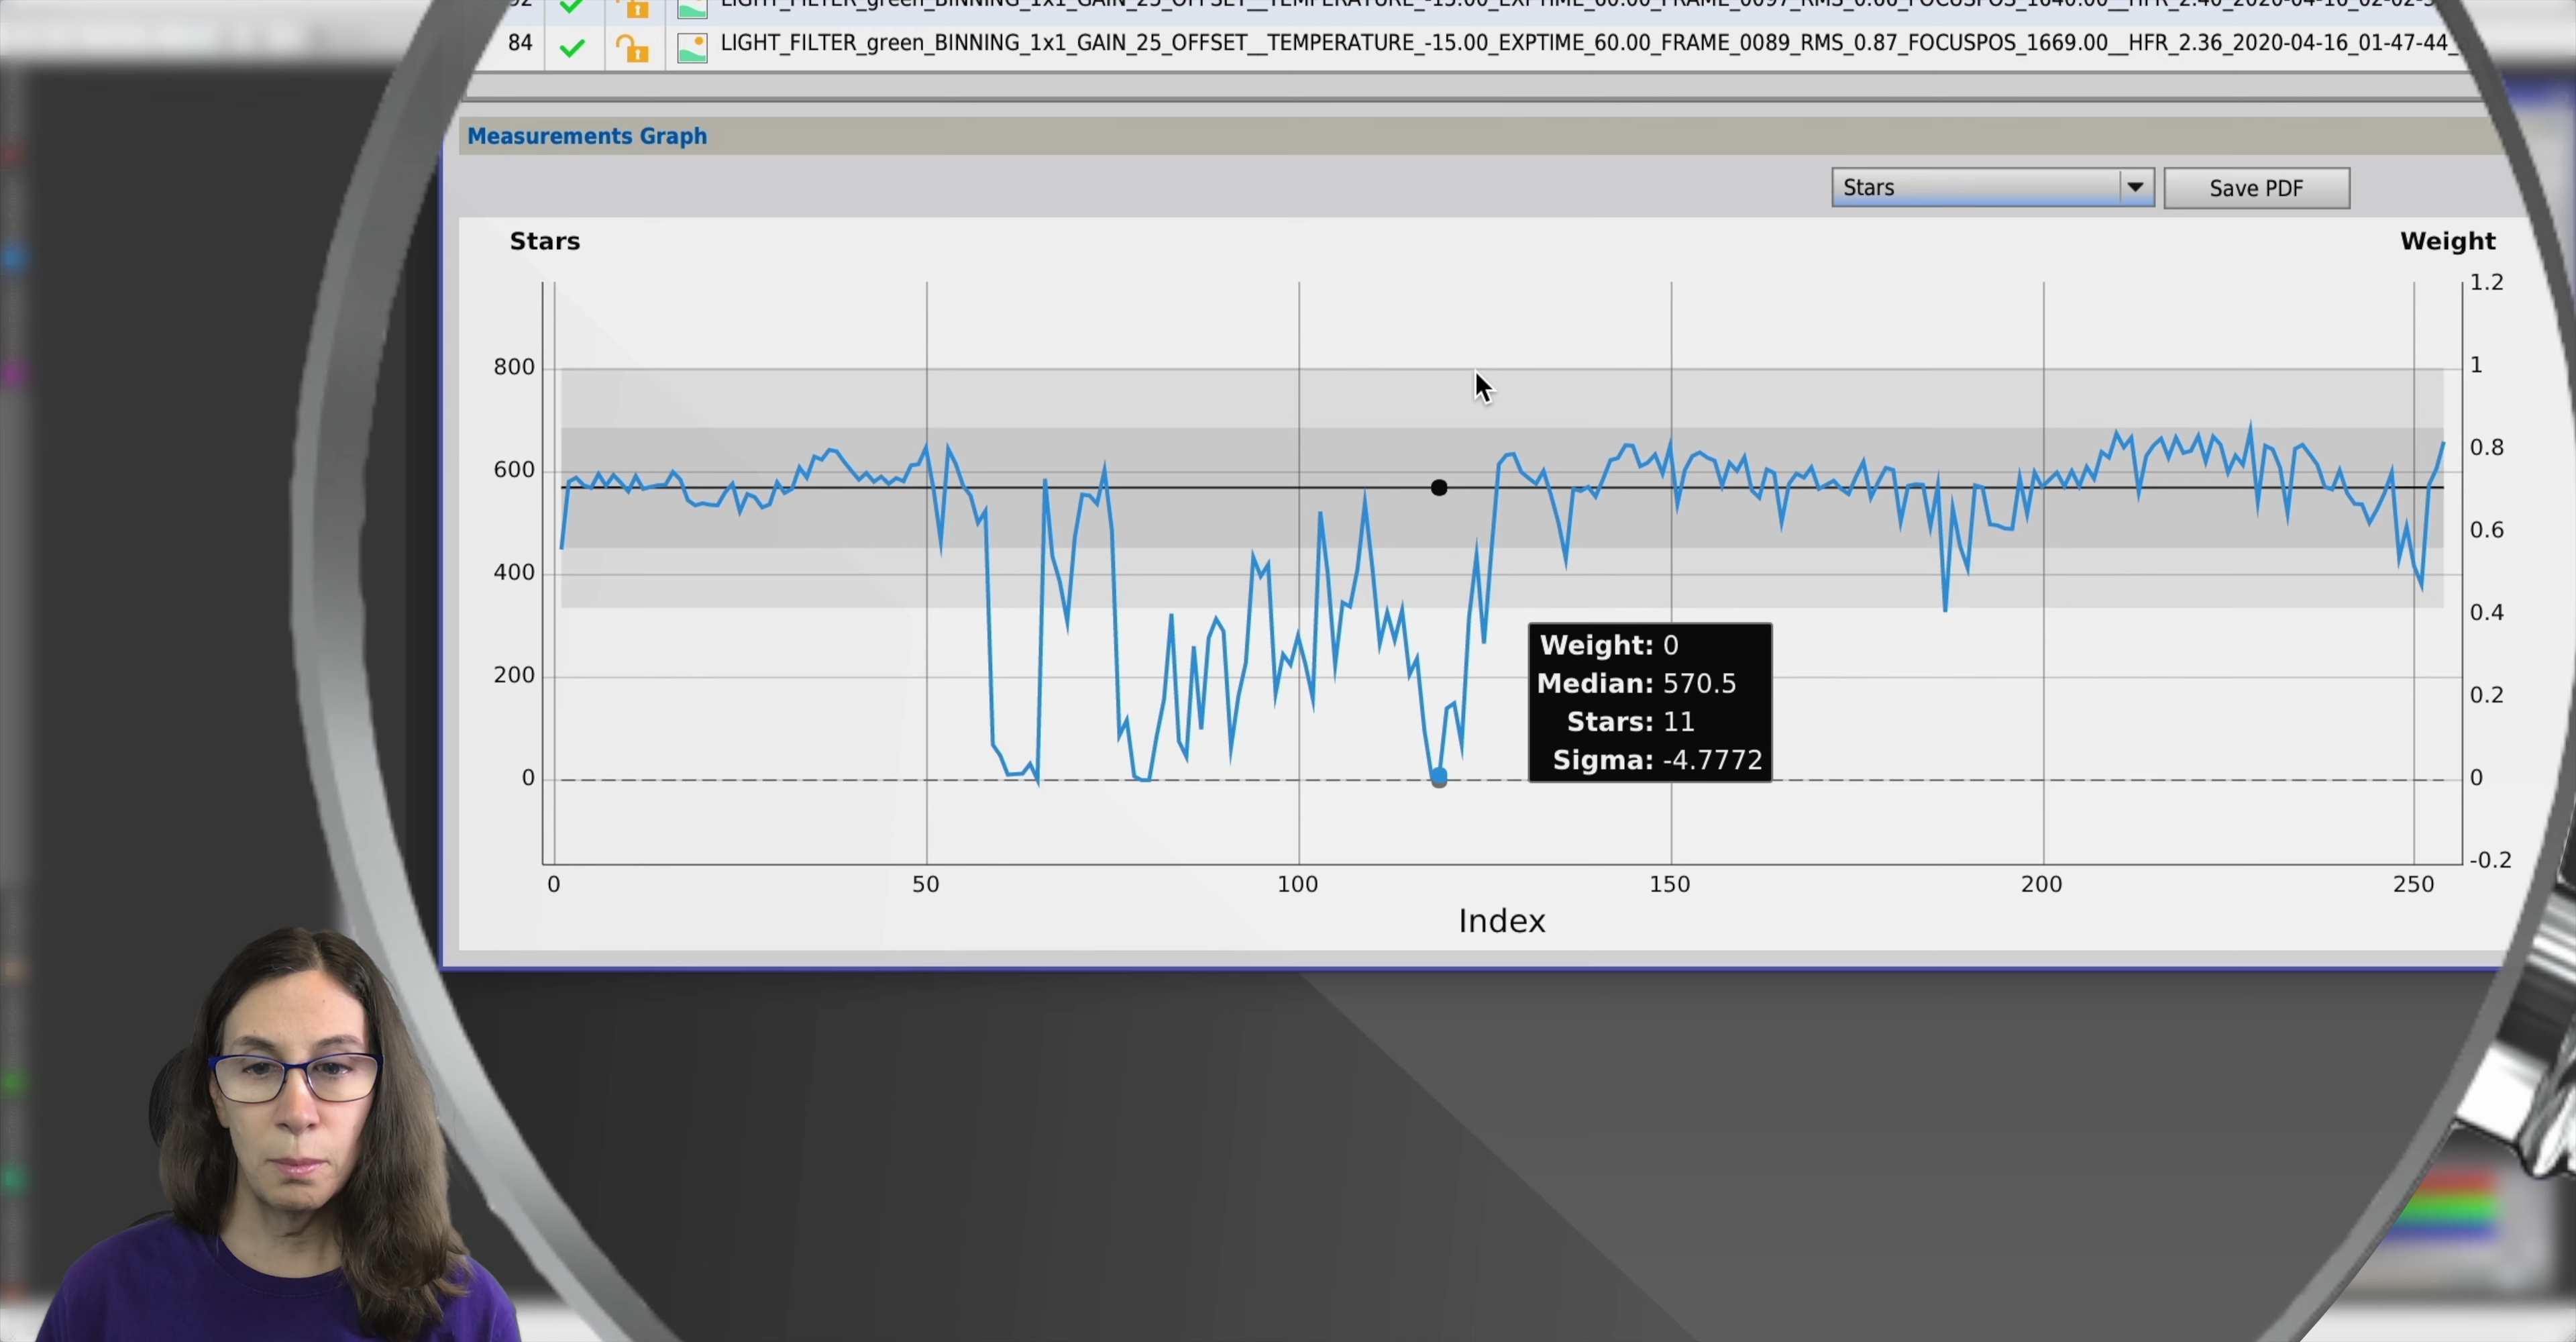 84 LIGHT_FILTER_green_BINNING_1x1_GAIN_25_OFFSET__TEMPERATURE_-15.00_EXPTIME_60.00_FRAME_0089_RMS_0.87_FOCUSPOS_1669.00__HFR_2.36_2020-04-16_01-47-44_
Measurements Graph
Stars Save PDF
Stars Weight
1.2
800 1
600 0.8
0.6
400
0.4
200 0.2
0 0
-0.2
Weight: 0
Median: 570.5
Stars: 11
Sigma: -4.7772
0 50 100 150 200 250
Index